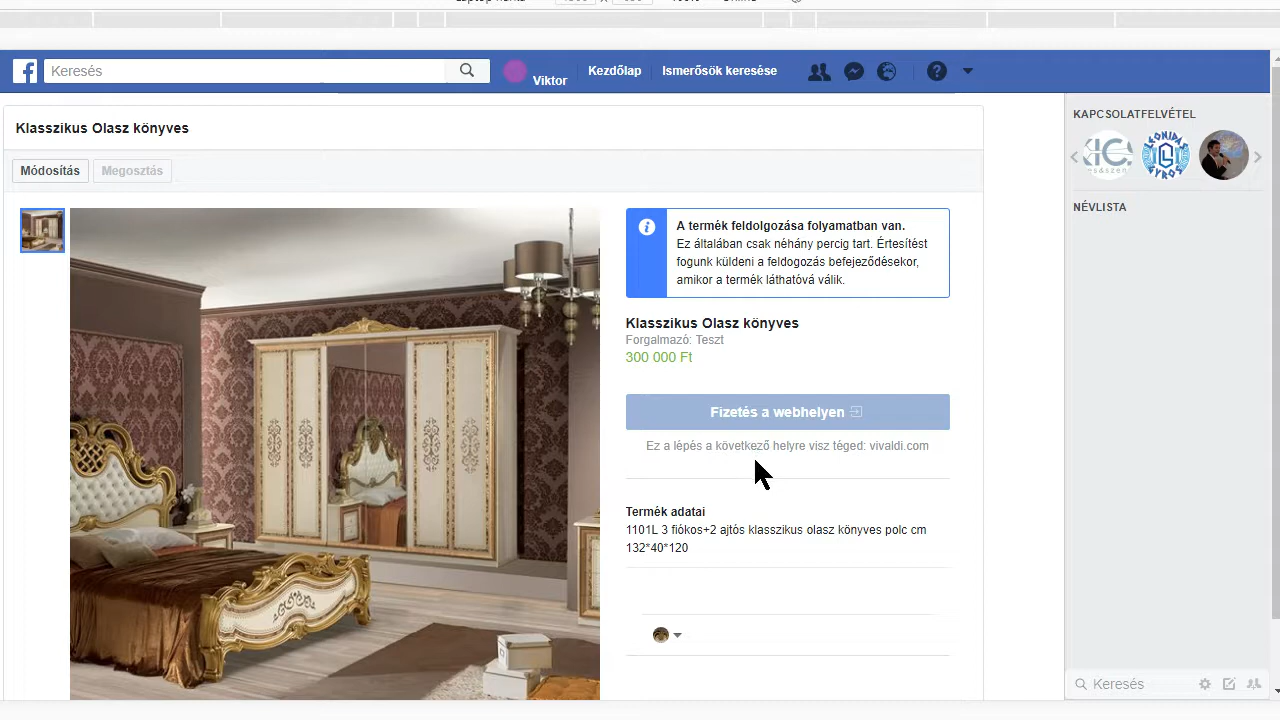 Keresés
Viktor
Kezdőlap
Ismerősök keresése
Klasszikus Olasz könyves
Módosítás
Megosztás
A termék feldolgozása folyamatban van.
Ez általában csak néhány percig tart. Értesítést
fogunk küldeni a feldogozás befejeződésekor,
amikor a termék láthatóvá válik.
Klasszikus Olasz könyves
Forgalmazó: Teszt
300 000 Ft
Fizetés a webhelyen
Ez a lépés a következő helyre visz téged: vivaldi.com
Termék adatai
1101L 3 fiókos+2 ajtós klasszikus olasz könyves polc cm
132*40*120
KAPCSOLATFELVÉTEL
NÉVLISTA
Keresés